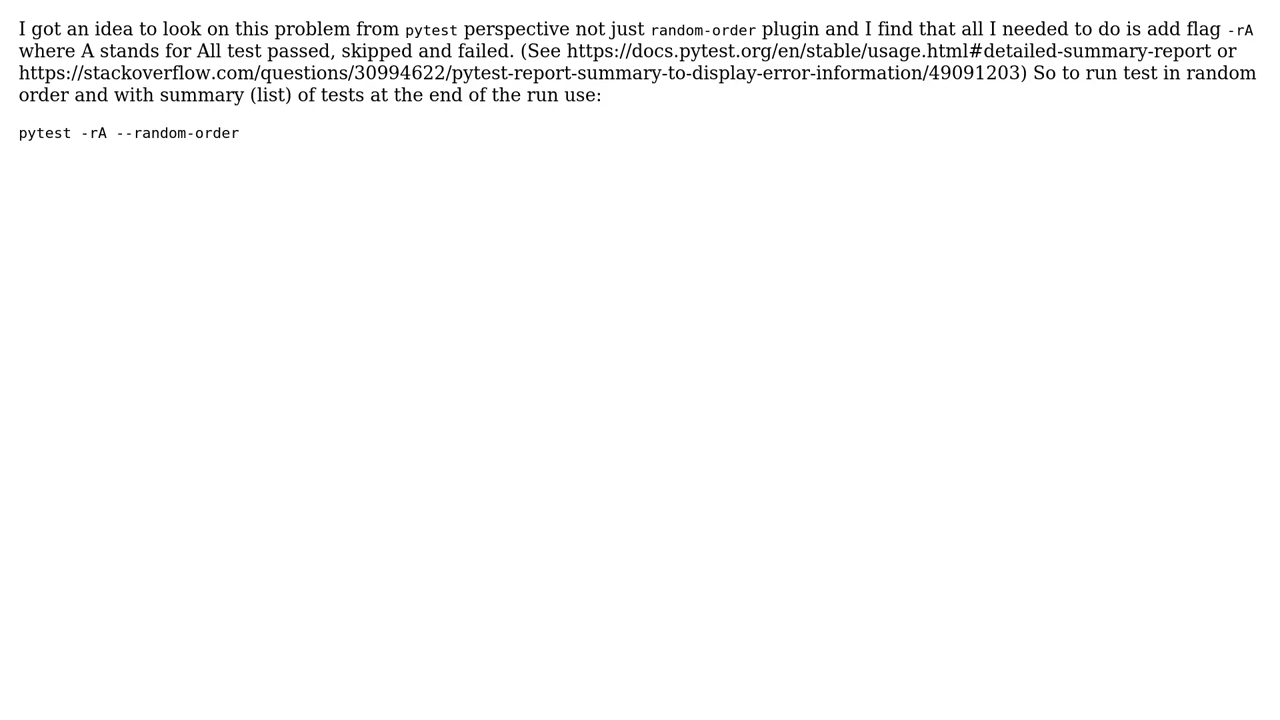 I got an idea to look on this problem from pytest perspective not just random-order plugin and I find that all I needed to do is add flag -rA
where A stands for All test passed, skipped and failed. (See https://docs.pytest.org/en/stable/usage.html#detailed-summary-report or
https://stackoverflow.com/questions/30994622/pytest-report-summary-to-display-error-information/49091203) So to run test in random
order and with summary (list) of tests at the end of the run use:
pytest -rA --random-order